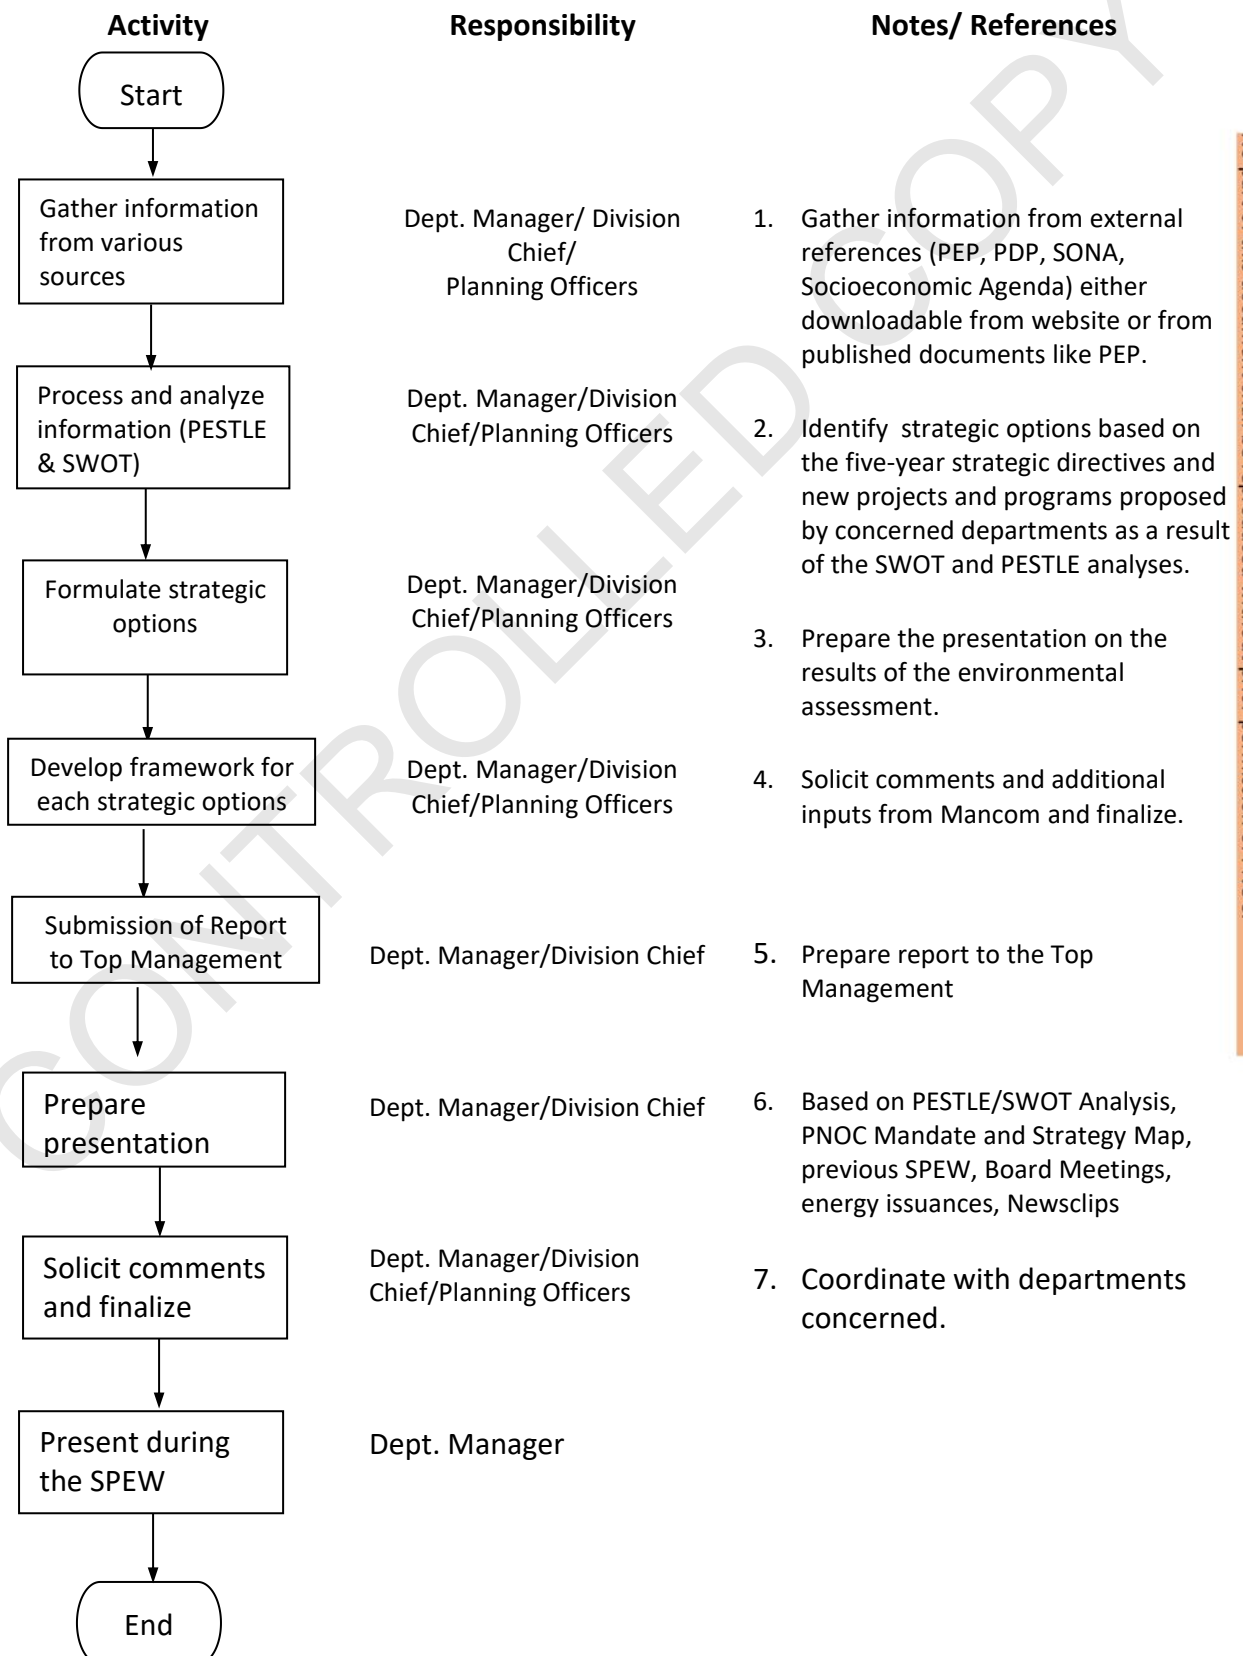 Activity
Responsibility
Notes/ References
Start
Gather information
from various
sources
Dept. Manager/ Division
Chief/
Planning Officers
1. Gather information from external
references (PEP, PDP, SONA,
Socioeconomic Agenda) either
downloadable from website or from
published documents like PEP.
Process and analyze
information (PESTLE
& SWOT)
Dept. Manager/Division
Chief/Planning Officers
2. Identify strategic options based on
the five-year strategic directives and
new projects and programs proposed
by concerned departments as a result
of the SWOT and PESTLE analyses.
Formulate strategic
options
Dept. Manager/Division
Chief/Planning Officers
3. Prepare the presentation on the
results of the environmental
assessment.
Develop framework for
each strategic options
Dept. Manager/Division
Chief/Planning Officers
4. Solicit comments and additional
inputs from Mancom and finalize.
Submission of Report
to Top Management
Dept. Manager/Division Chief
5. Prepare report to the Top
Management
Prepare
presentation
Dept. Manager/Division Chief
6. Based on PESTLE/SWOT Analysis,
PNOC Mandate and Strategy Map,
previous SPEW, Board Meetings,
energy issuances, Newsclips
Solicit comments
and finalize
Dept. Manager/Division
Chief/Planning Officers
7. Coordinate with departments
concerned.
Present during
the SPEW
Dept. Manager
End
CONTROLLED COPY